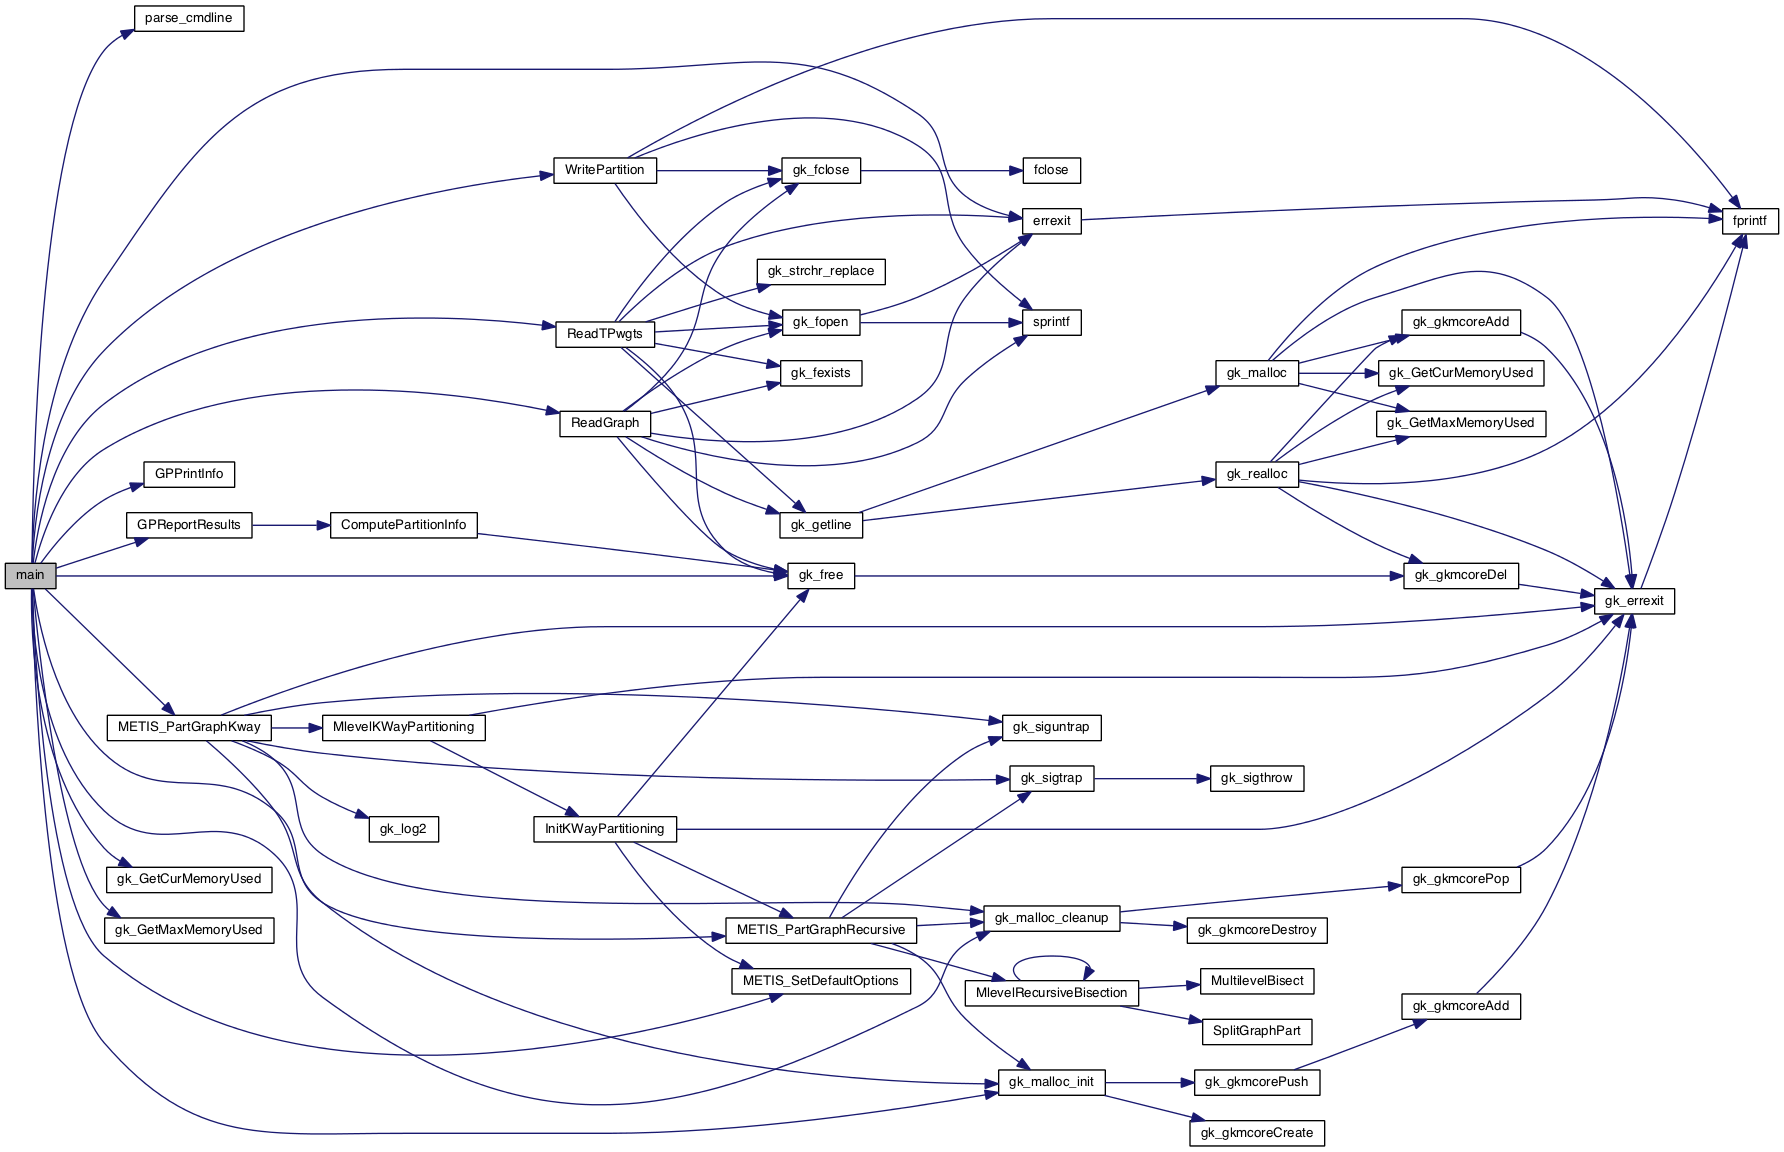 parse_cmdline
WritePartition
gk_fclose
fclose
errexit
fprintf
gk_strchr_replace
ReadTPwgts
gk_fopen
sprintf
gk_gkmcoreAdd
gk_fexists
gk_malloc
gk_GetCurMemoryUsed
ReadGraph
gk_GetMaxMemoryUsed
GPPrintInfo
gk_realloc
GPReportResults
ComputePartitionInfo
gk_getline
main
gk_free
gk_gkmcoreDel
gk_errexit
METIS_PartGraphKway
MlevelKWayPartitioning
gk_siguntrap
gk_sigtrap
gk_sigthrow
gk_log2
InitKWayPartitioning
gk_GetCurMemoryUsed
gk_gkmcorePop
gk_malloc_cleanup
gk_GetMaxMemoryUsed
METIS_PartGraphRecursive
gk_gkmcoreDestroy
METIS_SetDefaultOptions
MultilevelBisect
MlevelRecursiveBisection
gk_gkmcoreAdd
SplitGraphPart
gk_malloc_init
gk_gkmcorePush
gk_gkmcoreCreate